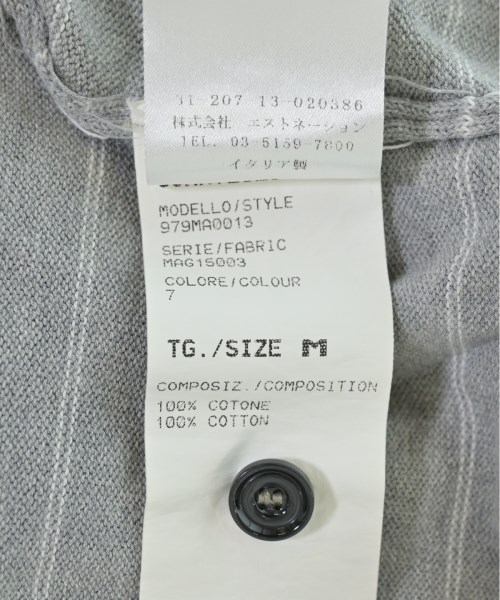 31-207 13-020386
株式会社 エストネーション
TEL. 03-5159-7800
イタリア製
MODELLO/STYLE
979MA0013
SERIE/FABRIC
MAG15003
COLORE/COLOUR
7
TG./SIZE M
COMPOSIZ./COMPOSITION
100% COTONE
100% COTTON